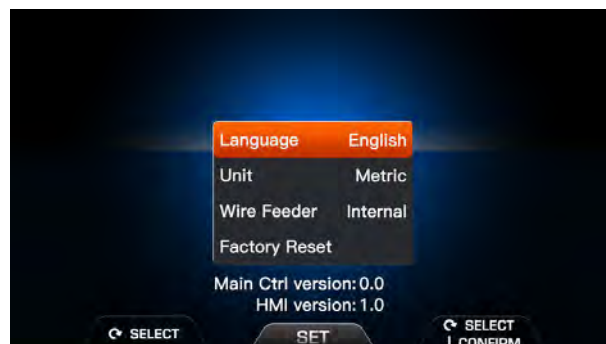 Language English
Unit Metric
Wire Feeder Internal
Factory Reset
Main Ctrl version: 0.0
HMI version: 1.0
SELECT
SET
SELECT
CONFIRM